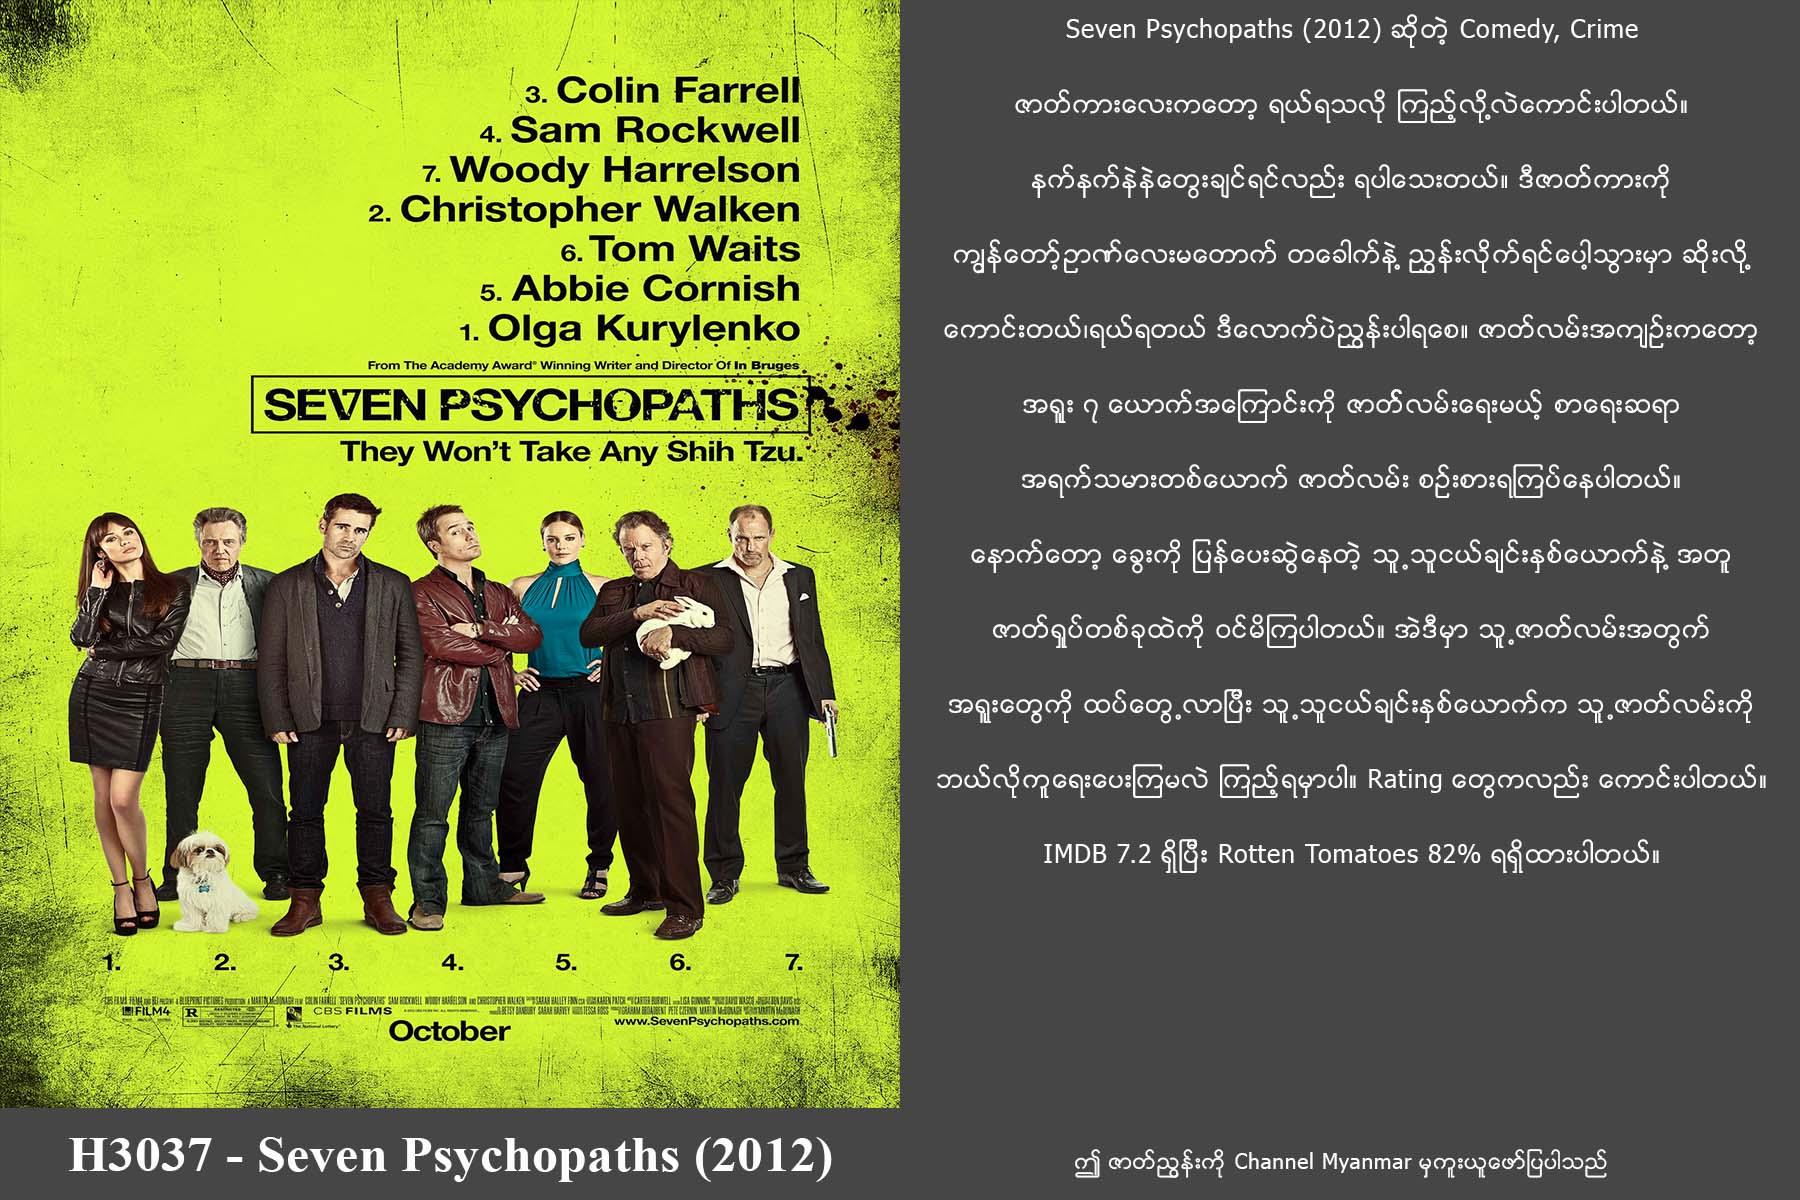 3. Colin Farrell
4. Sam Rockwell
7. Woody Harrelson
2. Christopher Walken
6. Tom Waits
5. Abbie Cornish
1. Olga Kurylenko
From The Academy Award® Winning Writer and Director Of In Bruges
SEVEN PSYCHOPATHS
They Won't Take Any Shih Tzu.
1. 2. 3. 4. 5. 6. 7.
FILM4
R
The National Lottery
CBS FILMS
www.SevenPsychopaths.com
October
H3037 - Seven Psychopaths (2012)
Seven Psychopaths (2012) ဆိုတဲ့ Comedy, Crime
ဇာတ်ကားလေးကတော့ ရယ်ရသလို ကြည့်လို့လဲကောင်းပါတယ်။
နက်နက်နဲနဲတွေးချင်ရင်လည်း ရပါသေးတယ်။ ဒီဇာတ်ကားကို
ကျွန်တော့်ဉာဏ်လေးမတောက် တခေါက်နဲ့ ညွှန်းလိုက်ရင်ပေါ့သွားမှာ ဆိုးလို့
ကောင်းတယ်၊ရယ်ရတယ် ဒီလောက်ပဲညွှန်းပါရစေ။ ဇာတ်လမ်းအကျဉ်းကတော့
အရူး ၇ ယောက်အကြောင်းကို ဇာတ်လမ်းရေးမယ့် စာရေးဆရာ
အရက်သမားတစ်ယောက် ဇာတ်လမ်း စဉ်းစားရကြပ်နေပါတယ်။
နောက်တော့ ခွေးကို ပြန်ပေးဆွဲနေတဲ့ သူ့သူငယ်ချင်းနှစ်ယောက်နဲ့ အတူ
ဇာတ်ရှုပ်တစ်ခုထဲကို ဝင်မိကြပါတယ်။ အဲဒီမှာ သူ့ဇာတ်လမ်းအတွက်
အရူးတွေကို ထပ်တွေ့လာပြီး သူ့သူငယ်ချင်းနှစ်ယောက်က သူ့ဇာတ်လမ်းကို
ဘယ်လိုကူရေးပေးကြမလဲ ကြည့်ရမှာပါ။ Rating တွေကလည်း ကောင်းပါတယ်။
IMDB 7.2 ရှိပြီး Rotten Tomatoes 82% ရရှိထားပါတယ်။
ဤ ဇာတ်ညွှန်းကို Channel Myanmar မှကူးယူဖော်ပြပါသည်